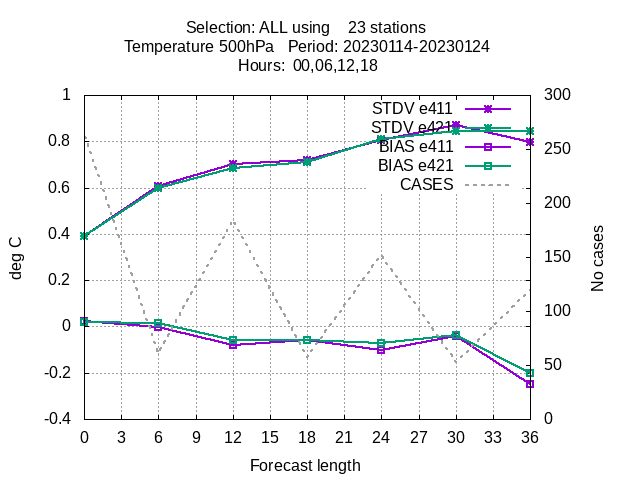 Selection: ALL using    23 stations
Temperature 500hPa   Period: 20230114-20230124
Hours:  00,06,12,18
STDV e411
STDV e421
BIAS e411
BIAS e421
CASES
1
0.8
0.6
0.4
0.2
0
-0.2
-0.4
deg C
300
250
200
150
100
50
0
No cases
0 3 6 9 12 15 18 21 24 27 30 33 36
Forecast length